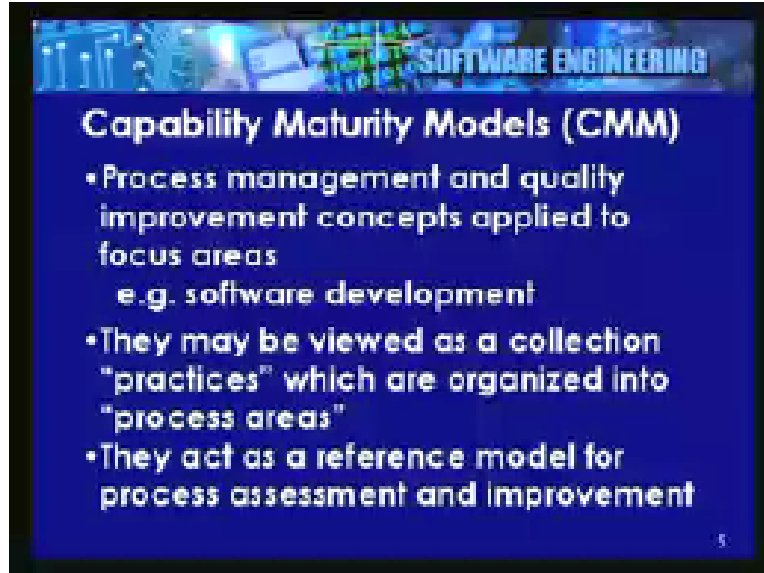 SOFTWARE ENGINEERING
Capability Maturity Models (CMM)
•Process management and quality
improvement concepts applied to
focus areas
e.g. software development
•They may be viewed as a collection
"practices" which are organized into
"process areas"
•They act as a reference model for
process assessment and improvement
5